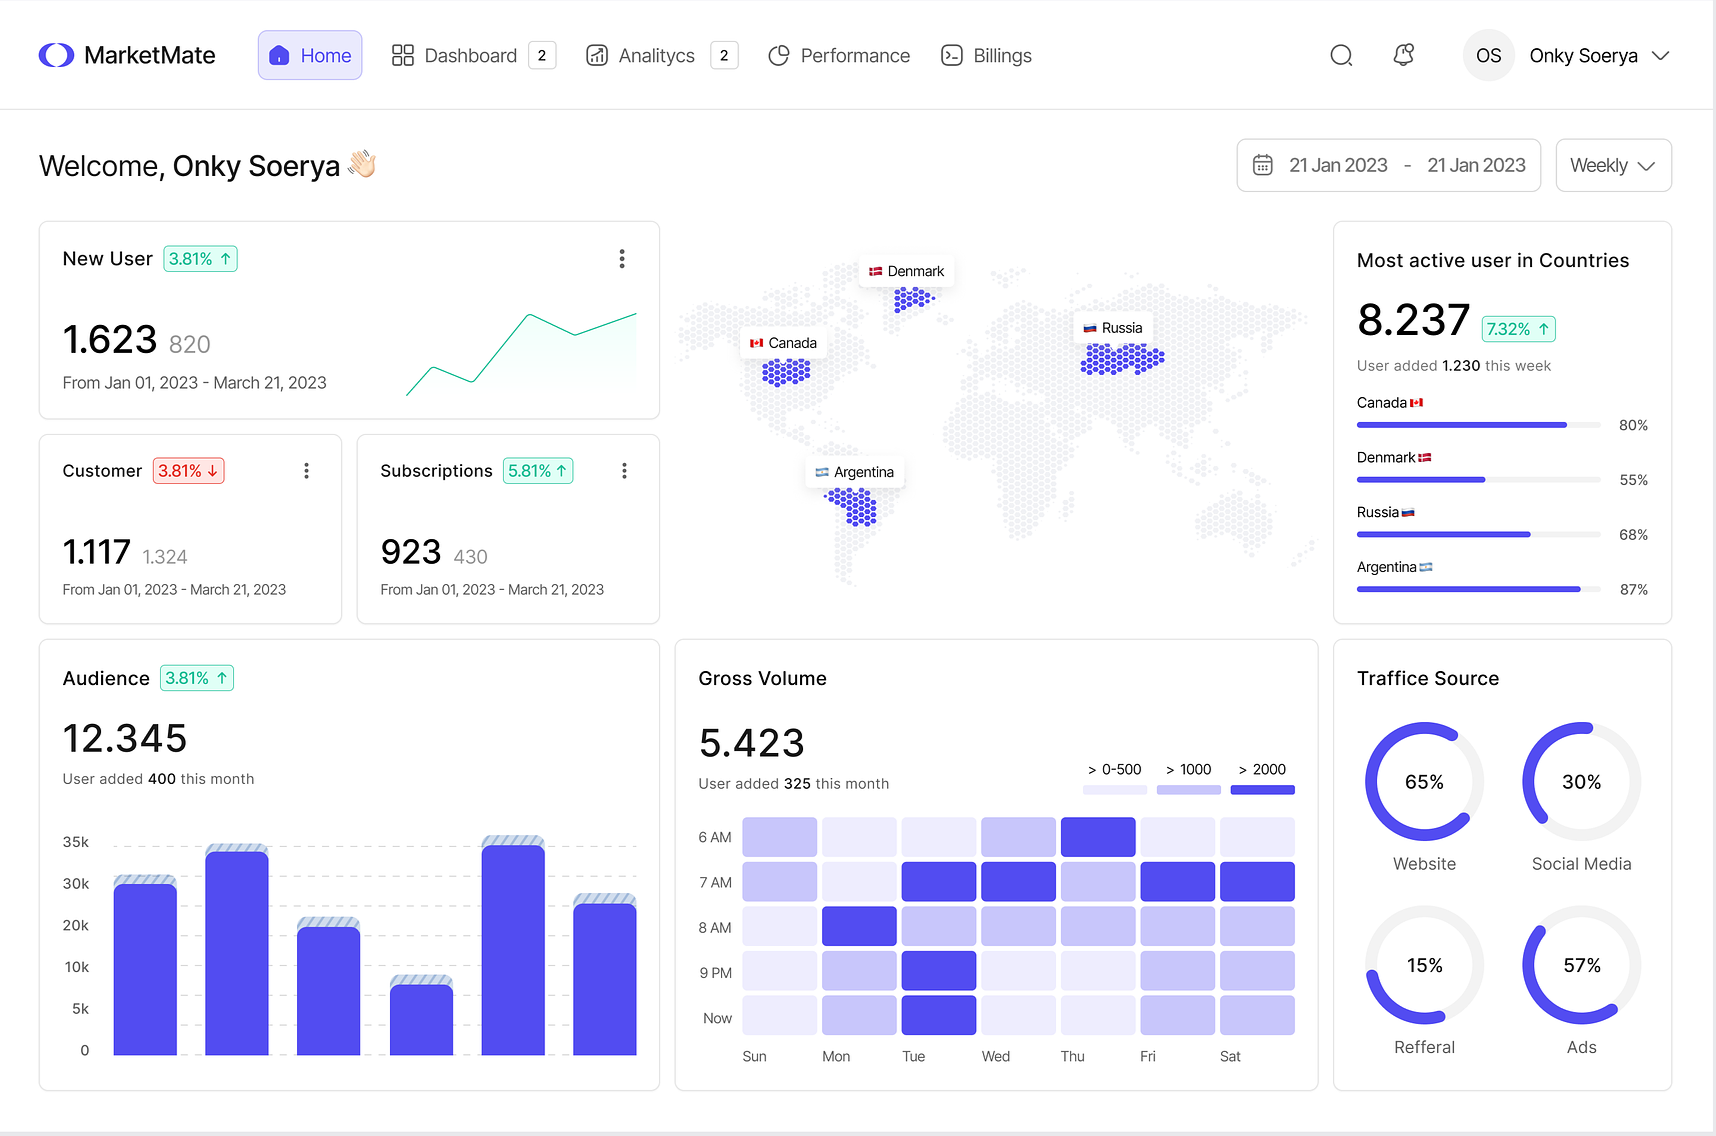 MarketMate
Home
Dashboard 2
Analitycs 2
Performance
Billings
OS Onky Soerya
Welcome, Onky Soerya 👋🏻
21 Jan 2023 - 21 Jan 2023
Weekly
New User 3.81% ↑
1.623 820
From Jan 01, 2023 - March 21, 2023
Customer 3.81% ↓
1.117 1.324
From Jan 01, 2023 - March 21, 2023
Subscriptions 5.81% ↑
923 430
From Jan 01, 2023 - March 21, 2023
🇩🇰 Denmark
🇷🇺 Russia
🇨🇦 Canada
🇦🇷 Argentina
Most active user in Countries
8.237 7.32% ↑
User added 1.230 this week
Canada🇨🇦
80%
Denmark🇩🇰
55%
Russia🇷🇺
68%
Argentina🇦🇷
87%
Audience 3.81% ↑
12.345
User added 400 this month
35k
30k
20k
10k
5k
0
Gross Volume
5.423
User added 325 this month
> 0-500 > 1000 > 2000
6 AM
7 AM
8 AM
9 PM
Now
Sun Mon Tue Wed Thu Fri Sat
Traffice Source
65% 30%
Website Social Media
15% 57%
Refferal Ads